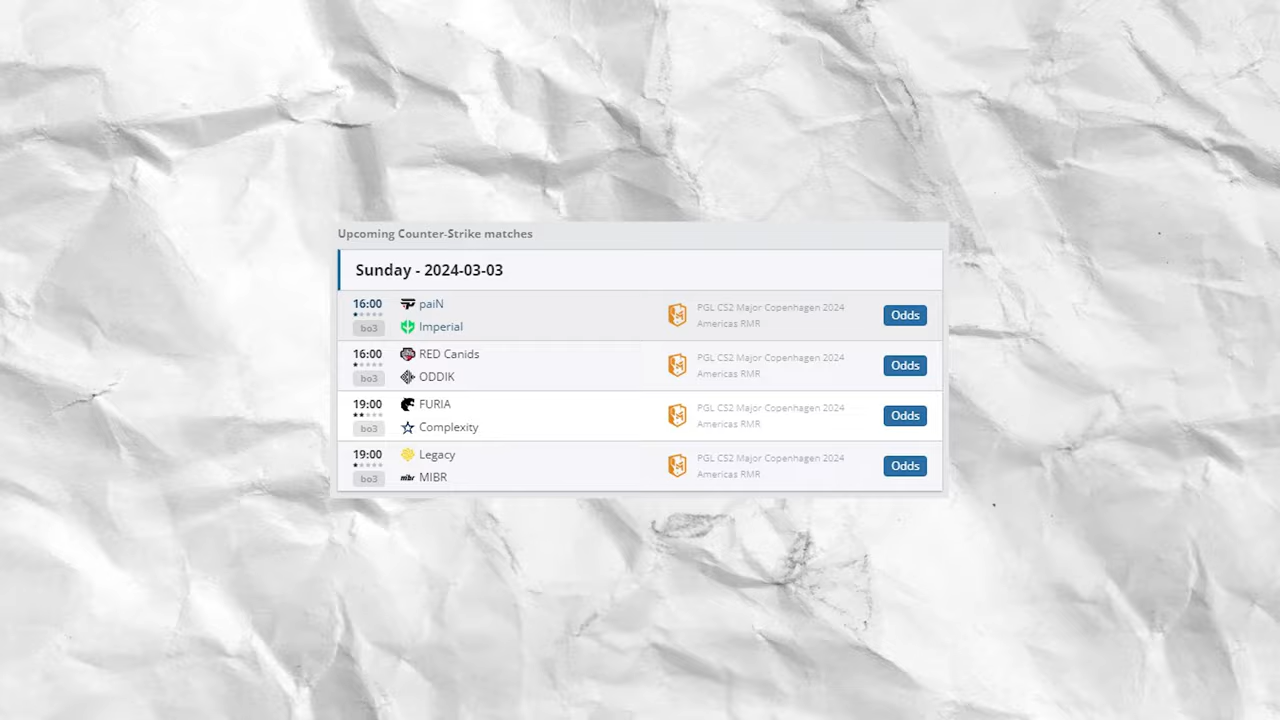 Upcoming Counter-Strike matches
Sunday - 2024-03-03
16:00 paiN PGL CS2 Major Copenhagen 2024
bo3 Imperial Americas RMR Odds
16:00 RED Canids PGL CS2 Major Copenhagen 2024
bo3 ODDIK Americas RMR Odds
19:00 FURIA PGL CS2 Major Copenhagen 2024
bo3 Complexity Americas RMR Odds
19:00 Legacy PGL CS2 Major Copenhagen 2024
bo3 mibr MIBR Americas RMR Odds